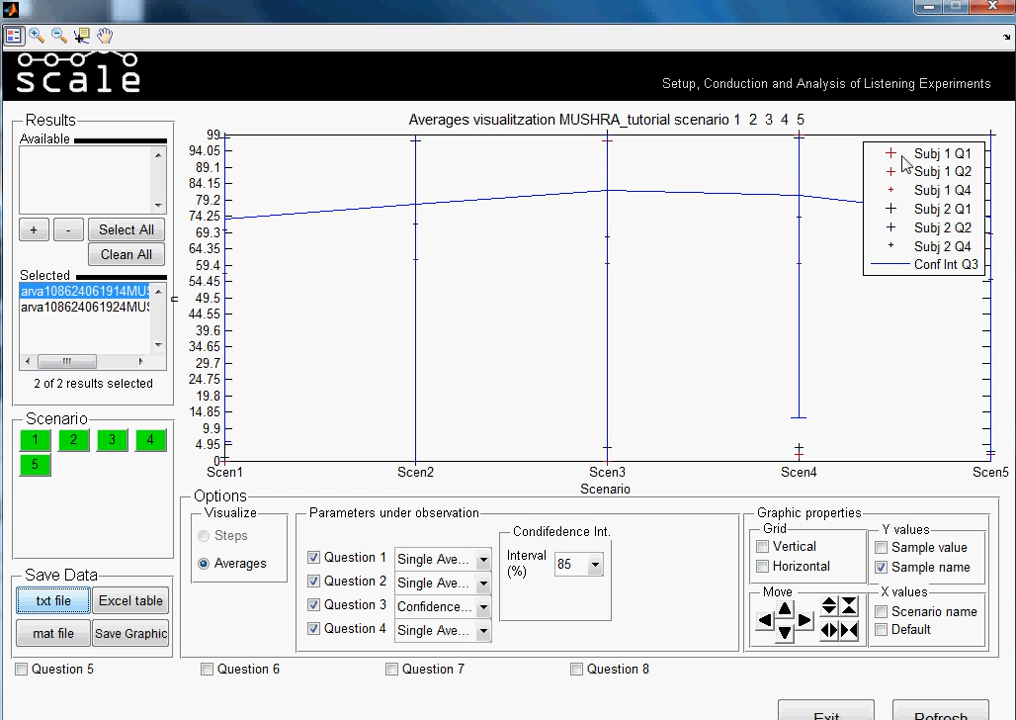 scale
Setup, Conduction and Analysis of Listening Experiments
Results
Available
+
-
Select All
Clean All
Selected
arva108624061914MUS
arva108624061924MUS
2 of 2 results selected
Scenario
1
2
3
4
5
Save Data
txt file
Excel table
mat file
Save Graphic
Averages visualitzation MUSHRA_tutorial scenario 1 2 3 4 5
99
94.05
89.1
84.15
79.2
74.25
69.3
64.35
59.4
54.45
49.5
44.55
39.6
34.65
29.7
24.75
19.8
14.85
9.9
4.95
0
Scen1
Scen2
Scen3
Scen4
Scen5
Scenario
Subj 1 Q1
Subj 1 Q2
Subj 1 Q4
Subj 2 Q1
Subj 2 Q2
Subj 2 Q4
Conf Int Q3
Options
Visualize
Steps
Averages
Parameters under observation
Question 1
Single Ave...
Question 2
Single Ave...
Question 3
Confidence...
Question 4
Single Ave...
Condifedence Int.
Interval
(%)
85
Graphic properties
Grid
Vertical
Horizontal
Y values
Sample value
Sample name
Move
X values
Scenario name
Default
Question 5
Question 6
Question 7
Question 8
Exit
Refresh